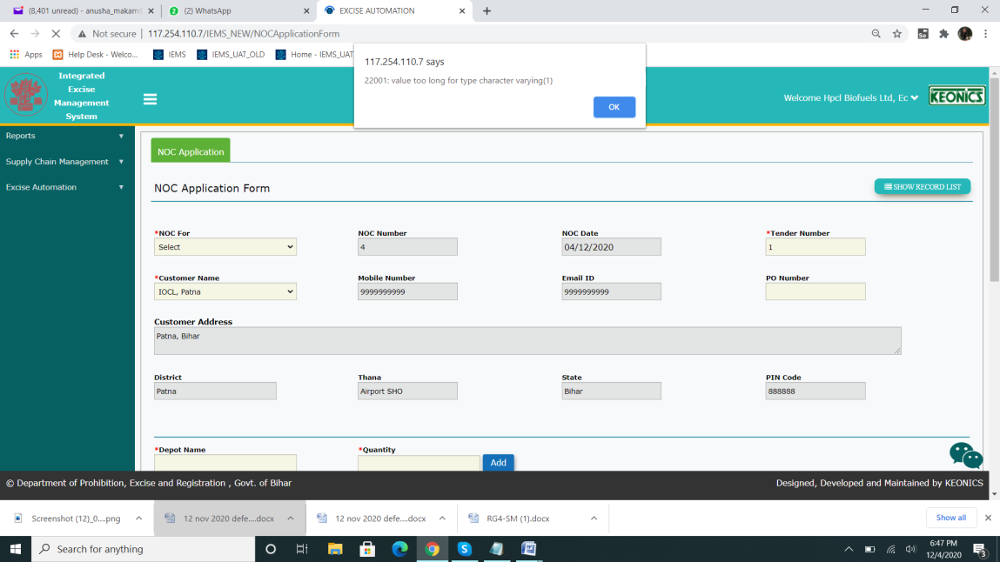 (8,401 unread) - anusha_makam
(2) WhatsApp
EXCISE AUTOMATION
Not secure | 117.254.110.7/IEMS_NEW/NOCApplicationForm
Apps
Help Desk - Welco...
IEMS
IEMS_UAT_OLD
Home - IEMS_UAT
117.254.110.7 says
22001: value too long for type character varying(1)
OK
Integrated
Excise
Management
System
Welcome Hpcl Biofuels Ltd, Ec
KEONICS
Reports
Supply Chain Management
Excise Automation
NOC Application
NOC Application Form
SHOW RECORD LIST
*NOC For
NOC Number
NOC Date
*Tender Number
Select
4
04/12/2020
1
*Customer Name
Mobile Number
Email ID
PO Number
IOCL, Patna
9999999999
9999999999
Customer Address
Patna, Bihar
District
Thana
State
PIN Code
Patna
Airport SHO
Bihar
888888
*Depot Name
*Quantity
Add
© Department of Prohibition, Excise and Registration , Govt. of Bihar
Designed, Developed and Maintained by KEONICS
Screenshot (12)_0....png
12 nov 2020 defe....docx
12 nov 2020 defe....docx
RG4-SM (1).docx
Show all
Search for anything
6:47 PM
12/4/2020
3